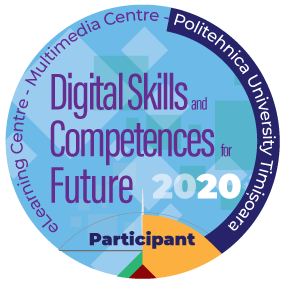 eLearning Centre - Multimedia Centre - Politehnica University Timisoara
Digital Skills and
Competences for
Future 2020
Participant